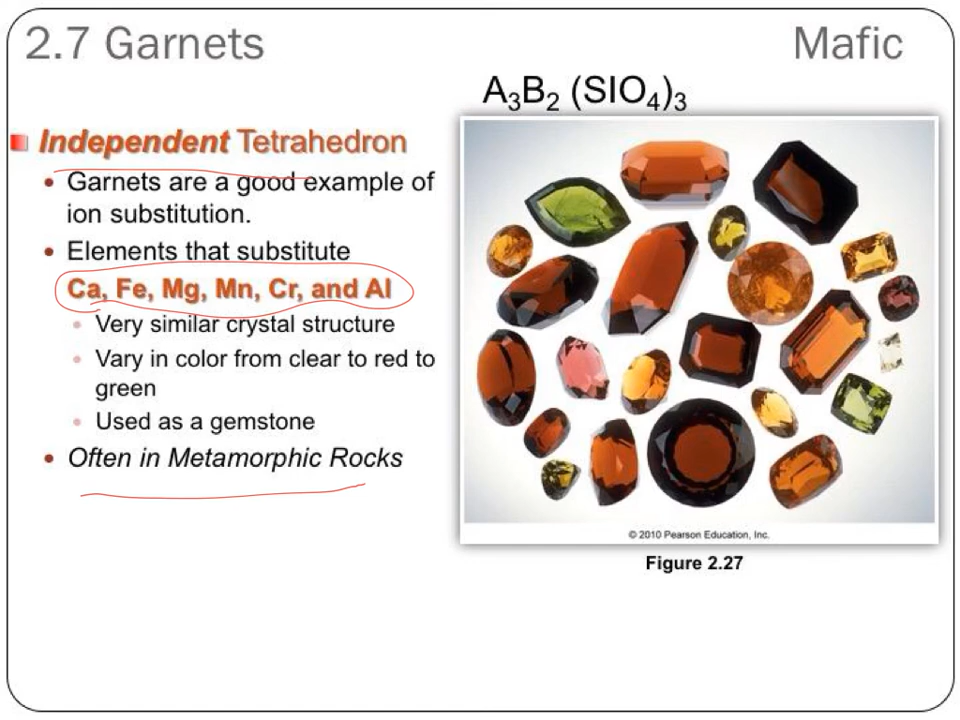 2.7 Garnets
Mafic
A₃B₂ (SIO₄)₃
Independent Tetrahedron
• Garnets are a good example of
ion substitution.
• Elements that substitute
Ca, Fe, Mg, Mn, Cr, and Al
• Very similar crystal structure
• Vary in color from clear to red to
green
• Used as a gemstone
• Often in Metamorphic Rocks
© 2010 Pearson Education, Inc.
Figure 2.27